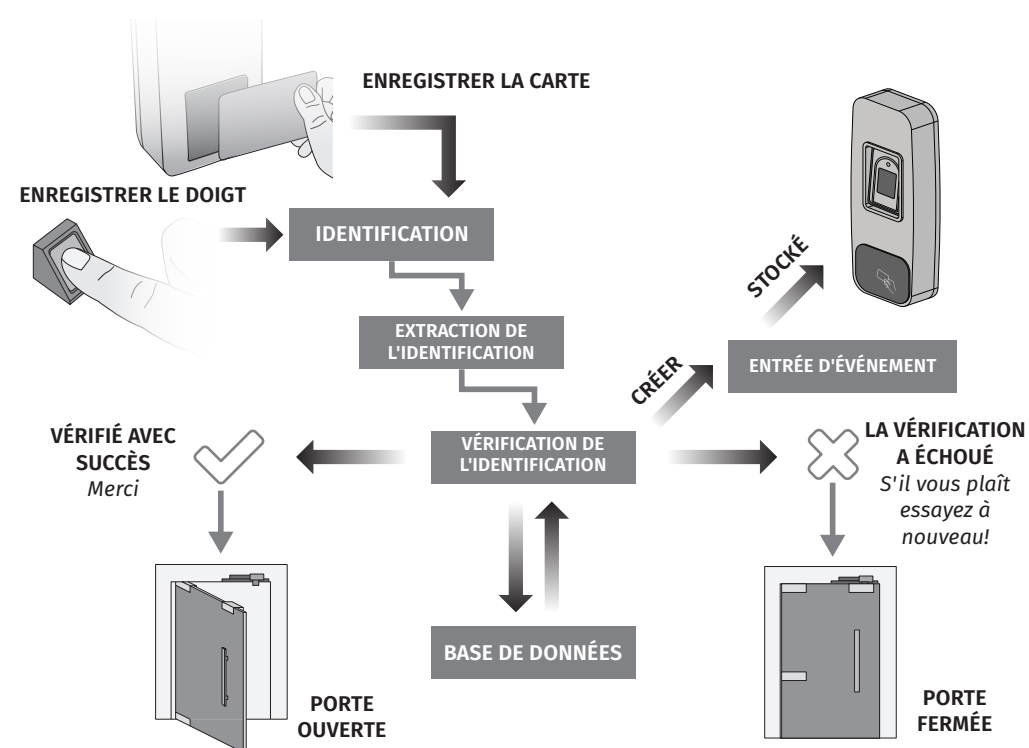 ENREGISTRER LA CARTE
ENREGISTRER LE DOIGT
IDENTIFICATION
STOCKÉ
EXTRACTION DE
L'IDENTIFICATION
CRÉER
ENTRÉE D'ÉVÉNEMENT
VÉRIFIÉ AVEC
SUCCÈS
Merci
VÉRIFICATION DE
L'IDENTIFICATION
LA VÉRIFICATION
A ÉCHOUÉ
S'il vous plaît
essayez à
nouveau!
BASE DE DONNÉES
PORTE
OUVERTE
PORTE
FERMÉE